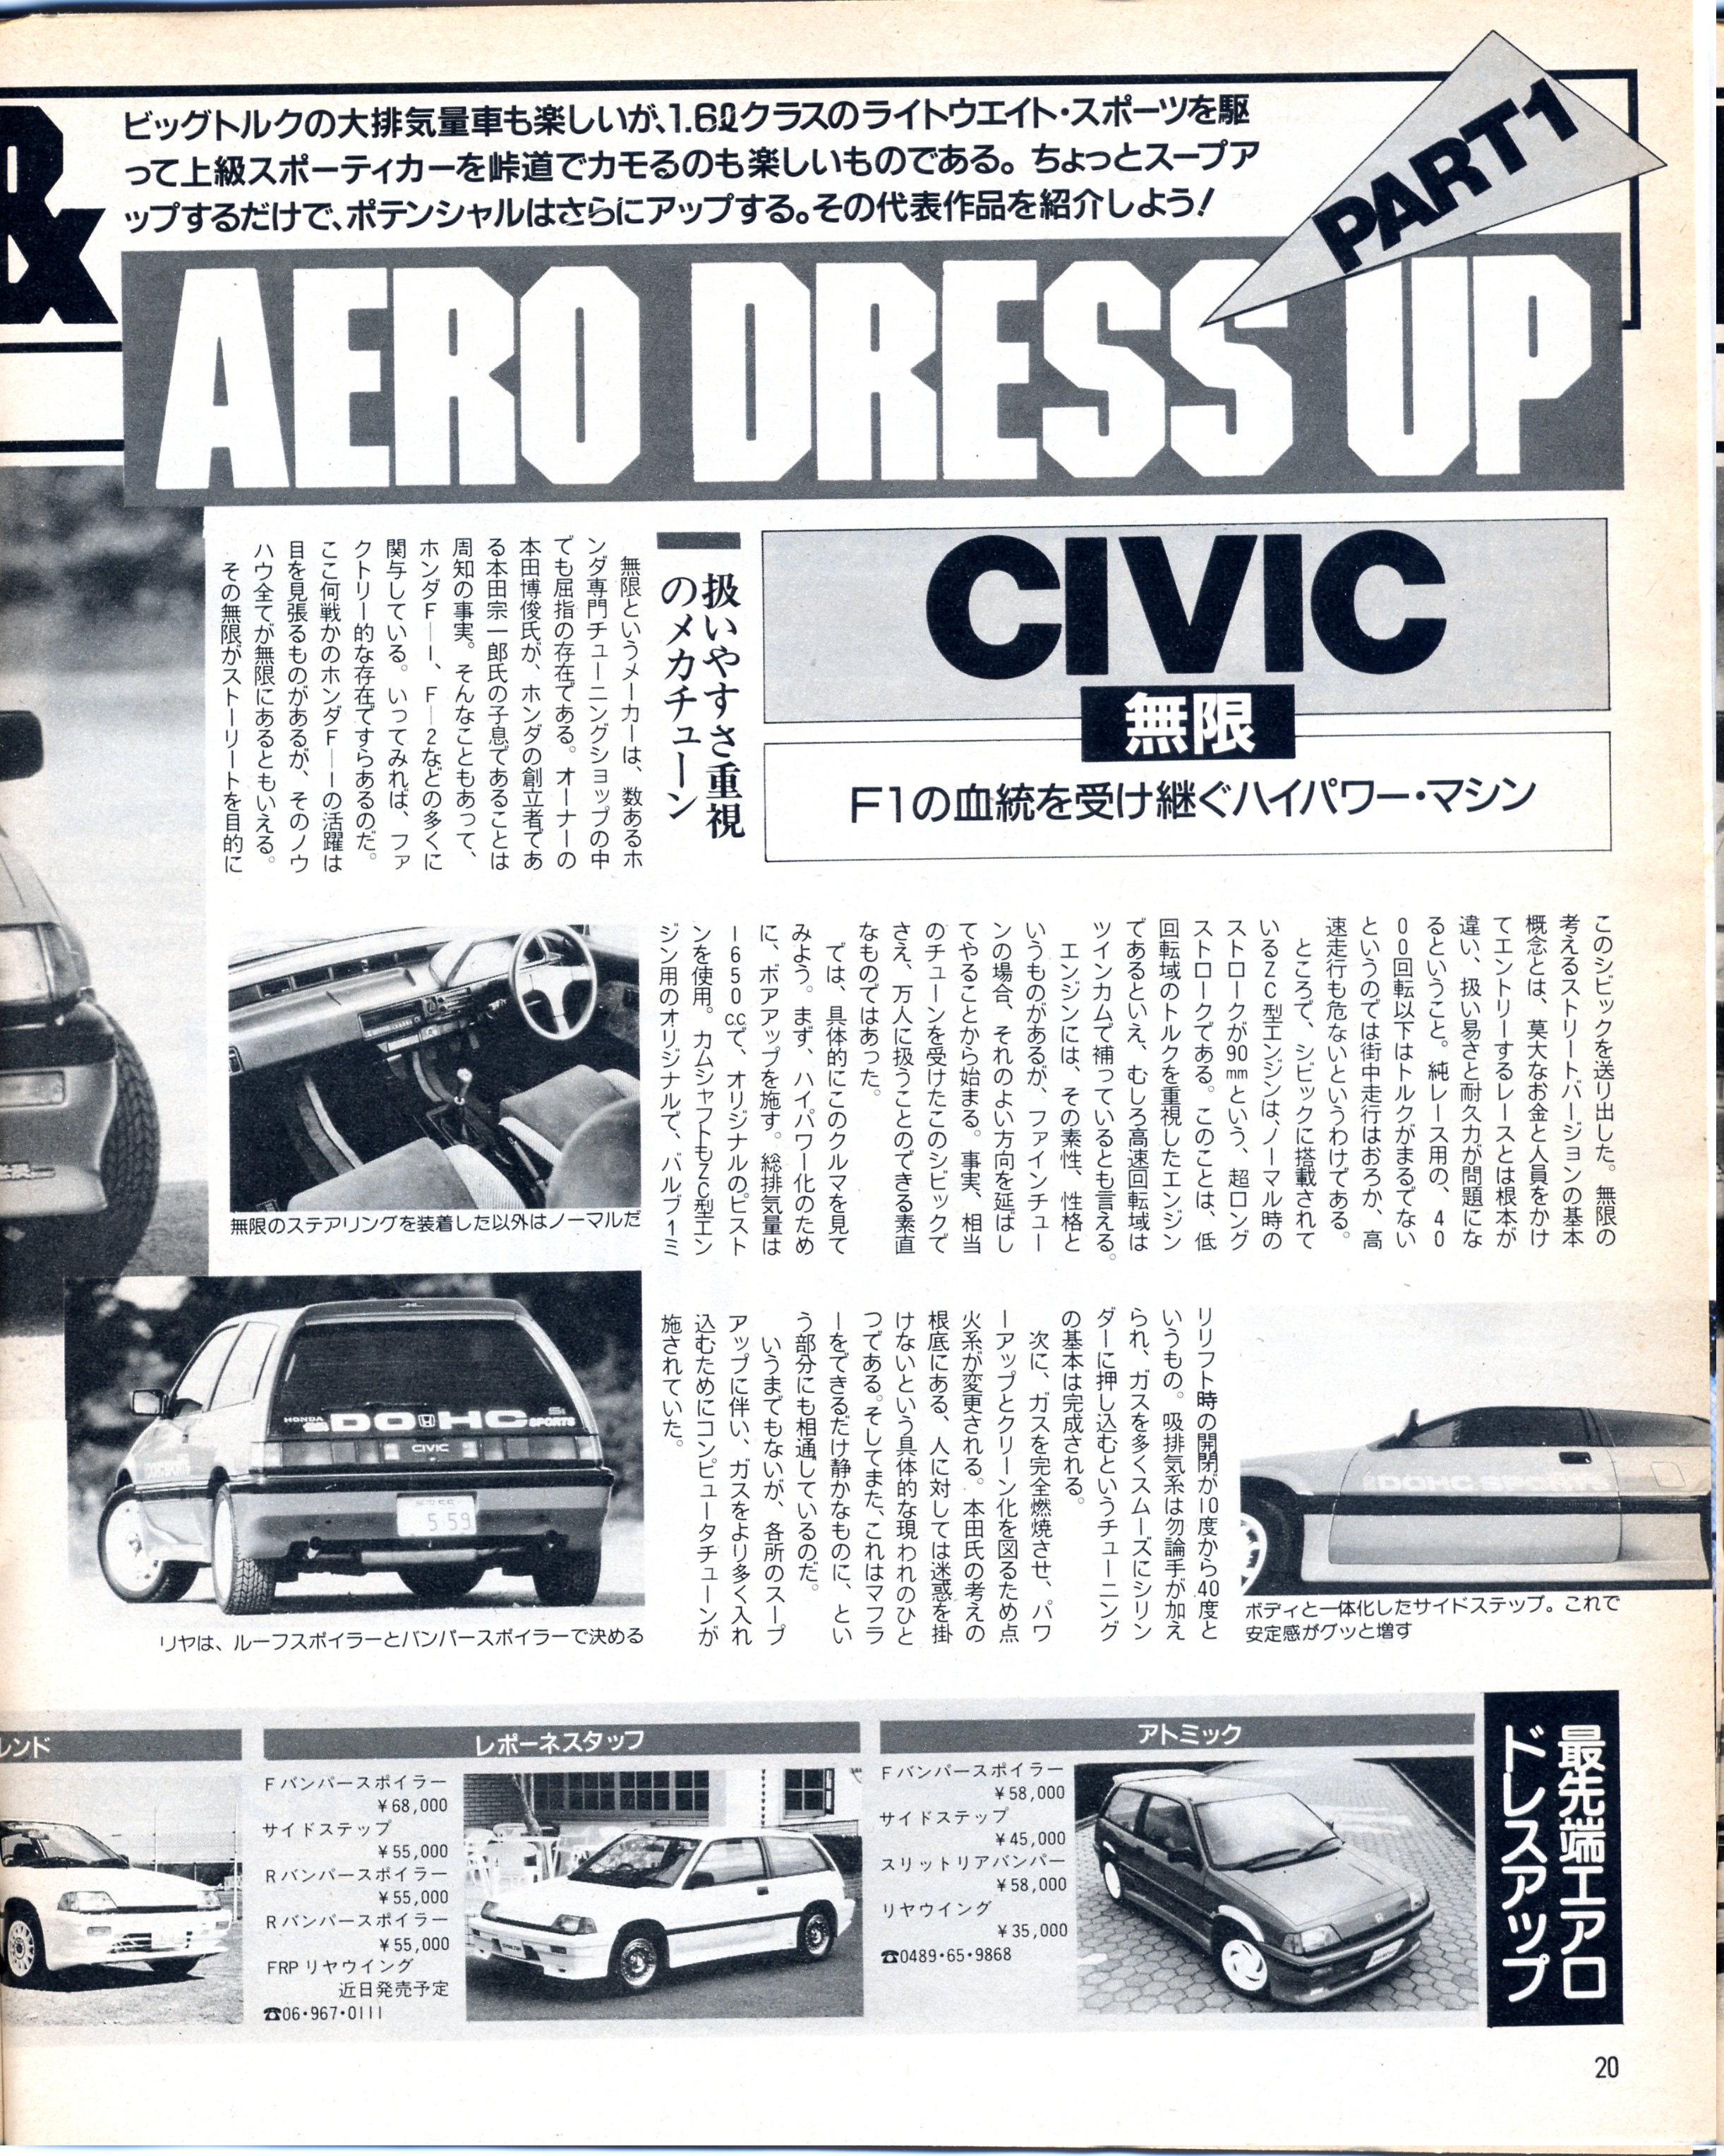 &
ビッグトルクの大排気量車も楽しいが、1.6ℓクラスのライトウエイト・スポーツを駆
って上級スポーティカーを峠道でカモるのも楽しいものである。ちょっとスープア
ップするだけで、ポテンシャルはさらにアップする。その代表作品を紹介しよう!
PART1
AERO DRESS UP
CIVIC
無限
F1の血統を受け継ぐハイパワー・マシン
扱いやすさ重視
のメカチューン
無限というメーカーは、数あるホ
ンダ専門チューニングショップの中
でも屈指の存在である。オーナーの
本田博俊氏が、ホンダの創立者であ
る本田宗一郎氏の子息であることは
周知の事実。そんなこともあって、
ホンダF—1、F—2などの多くに
関与している。いってみれば、ファ
クトリー的な存在ですらあるのだ。
ここ何戦かのホンダF—1の活躍は
目を見張るものがあるが、そのノウ
ハウ全てが無限にあるともいえる。
その無限がストーリートを目的に
このシビックを送り出した。無限の
考えるストリートバージョンの基本
概念とは、莫大なお金と人員をかけ
てエントリーするレースとは根本が
違い、扱い易さと耐久力が問題にな
るということ。純レース用の、40
00回転以下はトルクがまるでない
というのでは街中走行はおろか、高
速走行も危ないというわけである。
ところで、シビックに搭載されて
いるZC型エンジンは、ノーマル時の
ストロークが90㎜という、超ロング
ストロークである。このことは、低
回転域のトルクを重視したエンジン
であるといえ、むしろ高速回転域は
ツインカムで補っているとも言える。
エンジンには、その素性、性格と
いうものがあるが、ファインチュー
ンの場合、それのよい方向を延ばし
てやることから始まる。事実、相当
のチューンを受けたこのシビックで
さえ、万人に扱うことのできる素直
なものではあった。
では、具体的にこのクルマを見て
みよう。まず、ハイパワー化のため
に、ボアアップを施す。総排気量は
1650㏄で、オリジナルのピスト
ンを使用。カムシャフトもZC型エン
ジン用のオリジナルで、バルブ1ミ
リリフト時の開閉が10度から40度と
いうもの。吸排気系は勿論手が加え
られ、ガスを多くスムーズにシリン
ダーに押し込むというチューニング
の基本は完成される。
次に、ガスを完全燃焼させ、パワ
ーアップとクリーン化を図るため点
火系が変更される。本田氏の考えの
根底にある、人に対しては迷惑を掛
けないという具体的な現われのひと
つである。そしてまた、これはマフラ
ーをできるだけ静かなものに、とい
う部分にも相通しているのだ。
いうまでもないが、各所のスープ
アップに伴い、ガスをより多く入れ
込むためにコンピュータチューンが
施されていた。
無限のステアリングを装着した以外はノーマルだ
HONDA DOHC Si SPORTS
CIVIC
5 59
リヤは、ルーフスポイラーとバンパースポイラーで決める
DOHC SPORTS
ボディと一体化したサイドステップ。これで
安定感がグッと増す
最先端エアロ
ドレスアップ
アトミック
Fバンパースポイラー
¥58,000
サイドステップ
¥45,000
スリットリアバンパー
¥58,000
リヤウイング
¥35,000
☎0489・65・9868
レポーネスタッフ
Fバンパースポイラー
¥68,000
サイドステップ
¥55,000
Rバンパースポイラー
¥55,000
Rバンパースポイラー
¥55,000
FRPリヤウイング
近日発売予定
☎06・967・0111
レンド
20